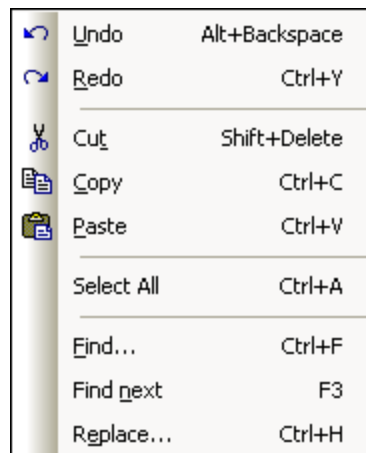 Undo Alt+Backspace
Redo Ctrl+Y
Cut Shift+Delete
Copy Ctrl+C
Paste Ctrl+V
Select All Ctrl+A
Find... Ctrl+F
Find next F3
Replace... Ctrl+H